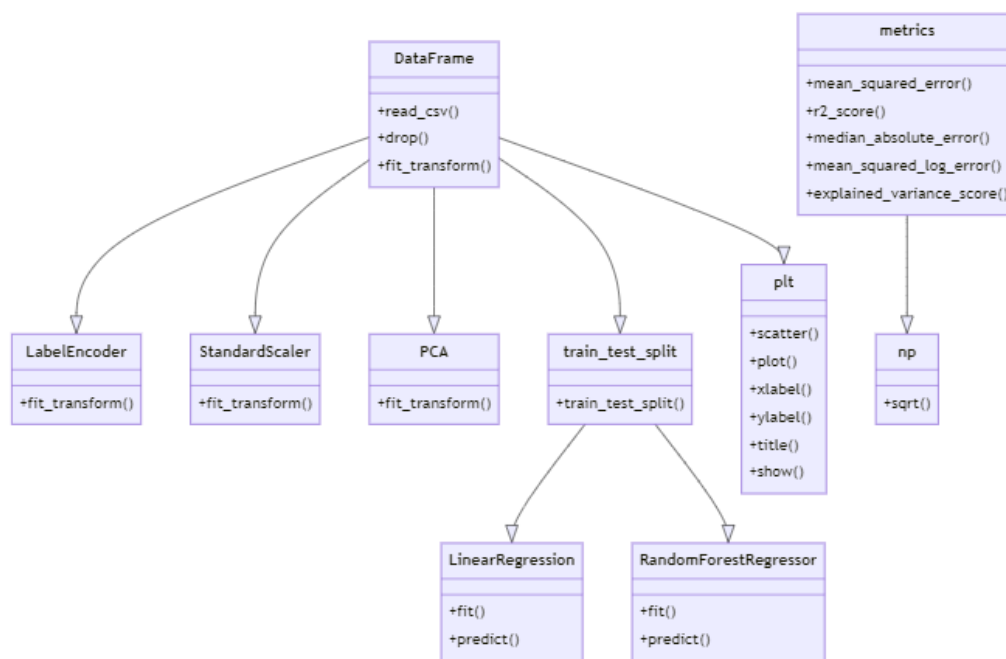 DataFrame
+read_csv()
+drop()
+fit_transform()
metrics
+mean_squared_error()
+r2_score()
+median_absolute_error()
+mean_squared_log_error()
+explained_variance_score()
LabelEncoder
+fit_transform()
StandardScaler
+fit_transform()
PCA
+fit_transform()
train_test_split
+train_test_split()
plt
+scatter()
+plot()
+xlabel()
+ylabel()
+title()
+show()
np
+sqrt()
LinearRegression
+fit()
+predict()
RandomForestRegressor
+fit()
+predict()